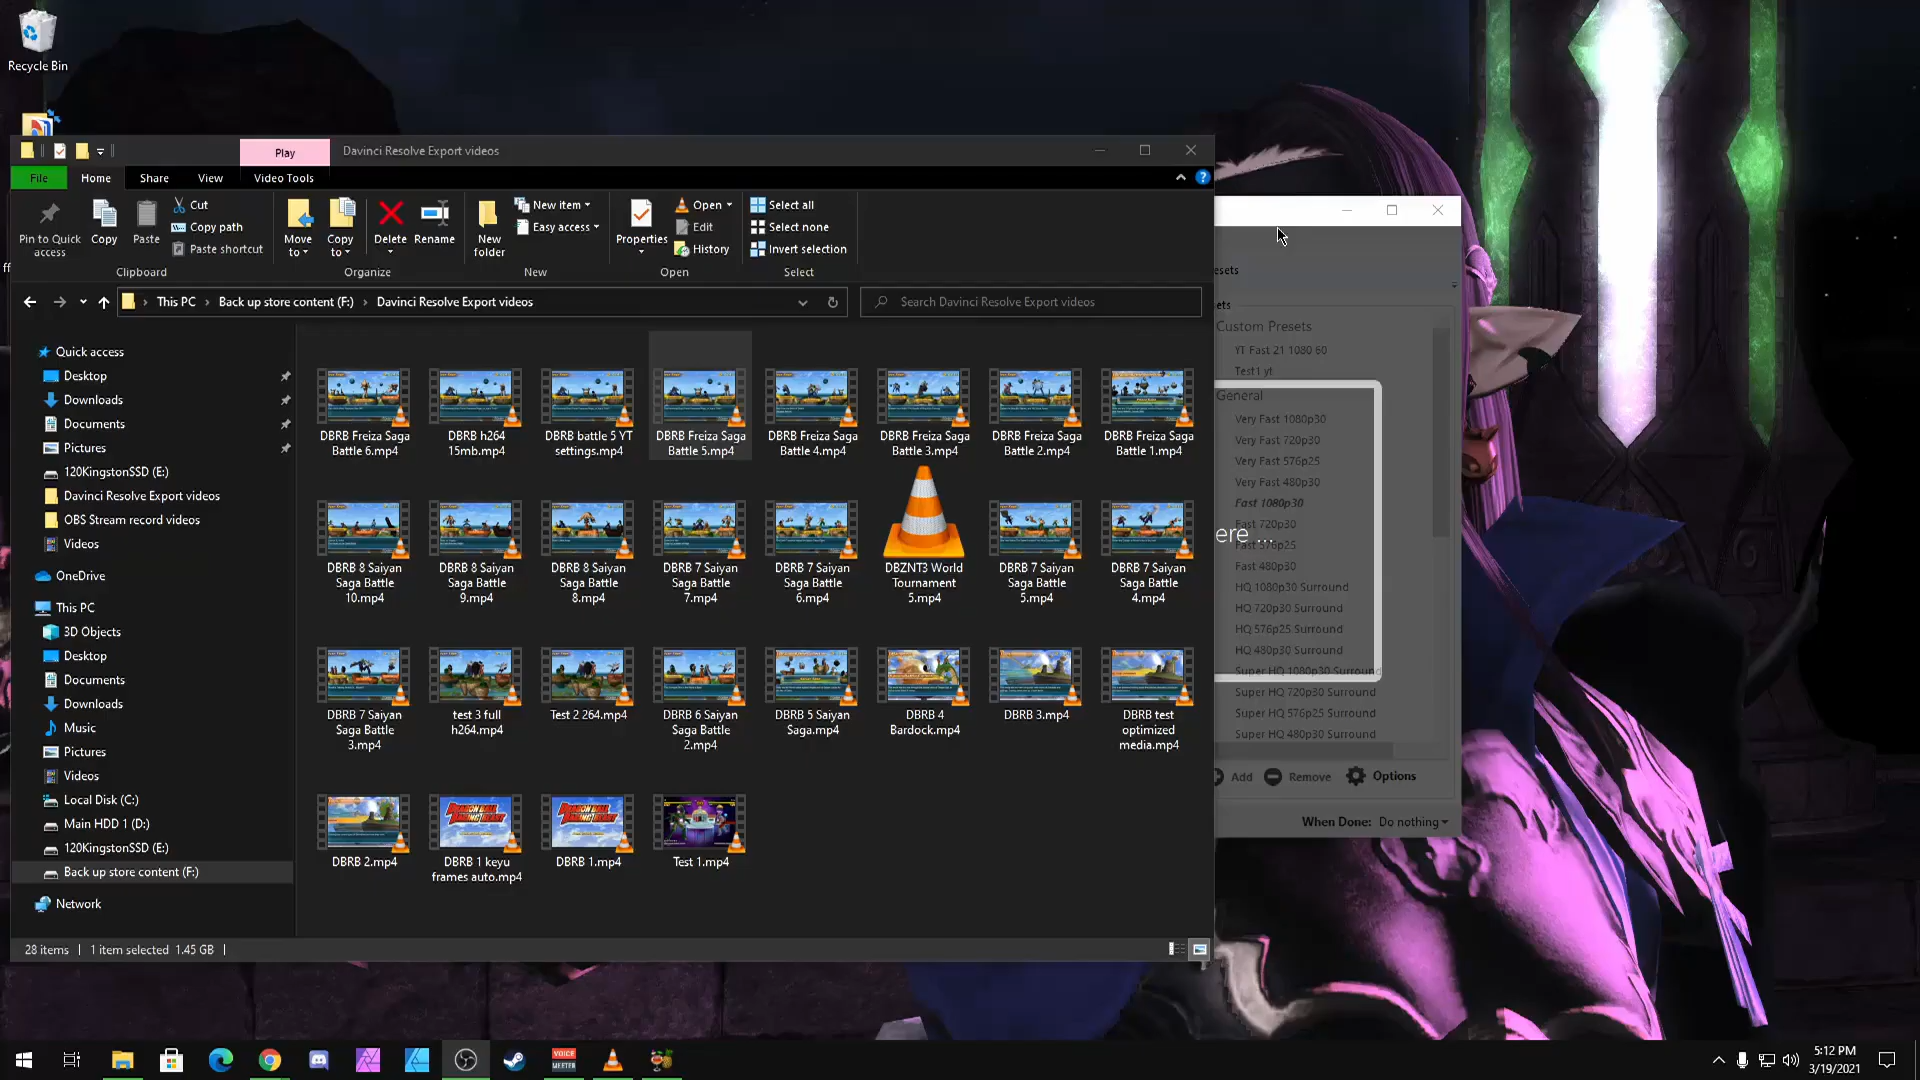 Recycle Bin
Play
Davinci Resolve Export videos
File
Home
Share
View
Video Tools
Pin to Quick
access
Copy
Paste
Cut
Copy path
Paste shortcut
Clipboard
Move
to
Copy
to
Delete
Rename
Organize
New
folder
New item
Easy access
New
Properties
Open
Edit
History
Open
Select all
Select none
Invert selection
Select
This PC
Back up store content (F:)
Davinci Resolve Export videos
Search Davinci Resolve Export videos
Quick access
Desktop
Downloads
Documents
Pictures
120KingstonSSD (E:)
Davinci Resolve Export videos
OBS Stream record videos
Videos
OneDrive
This PC
3D Objects
Desktop
Documents
Downloads
Music
Pictures
Videos
Local Disk (C:)
Main HDD 1 (D:)
120KingstonSSD (E:)
Back up store content (F:)
Network
DBRB Freiza Saga
Battle 6.mp4
DBRB h264
15mb.mp4
DBRB battle 5 YT
settings.mp4
DBRB Freiza Saga
Battle 5.mp4
DBRB Freiza Saga
Battle 4.mp4
DBRB Freiza Saga
Battle 3.mp4
DBRB Freiza Saga
Battle 2.mp4
DBRB Freiza Saga
Battle 1.mp4
DBRB 8 Saiyan
Saga Battle
10.mp4
DBRB 8 Saiyan
Saga Battle
9.mp4
DBRB 8 Saiyan
Saga Battle
8.mp4
DBRB 7 Saiyan
Saga Battle
7.mp4
DBRB 7 Saiyan
Saga Battle
6.mp4
DBZNT3 World
Tournament
5.mp4
DBRB 7 Saiyan
Saga Battle
5.mp4
DBRB 7 Saiyan
Saga Battle
4.mp4
DBRB 7 Saiyan
Saga Battle
3.mp4
test 3 full
h264.mp4
Test 2 264.mp4
DBRB 6 Saiyan
Saga Battle
2.mp4
DBRB 5 Saiyan
Saga.mp4
DBRB 4
Bardock.mp4
DBRB 3.mp4
DBRB test
optimized
media.mp4
DBRB 2.mp4
DBRB 1 keyu
frames auto.mp4
DBRB 1.mp4
Test 1.mp4
28 items
1 item selected 1.45 GB
esets
ets
Custom Presets
YT Fast 21 1080 60
Test1 yt
General
Very Fast 1080p30
Very Fast 720p30
Very Fast 576p25
Very Fast 480p30
Fast 1080p30
Fast 720p30
ere ...
Fast 576p25
Fast 480p30
HQ 1080p30 Surround
HQ 720p30 Surround
HQ 576p25 Surround
HQ 480p30 Surround
Super HQ 1080p30 Surround
Super HQ 720p30 Surround
Super HQ 576p25 Surround
Super HQ 480p30 Surround
Add
Remove
Options
When Done: Do nothing
VOICE
MEETER
5:12 PM
3/19/2021